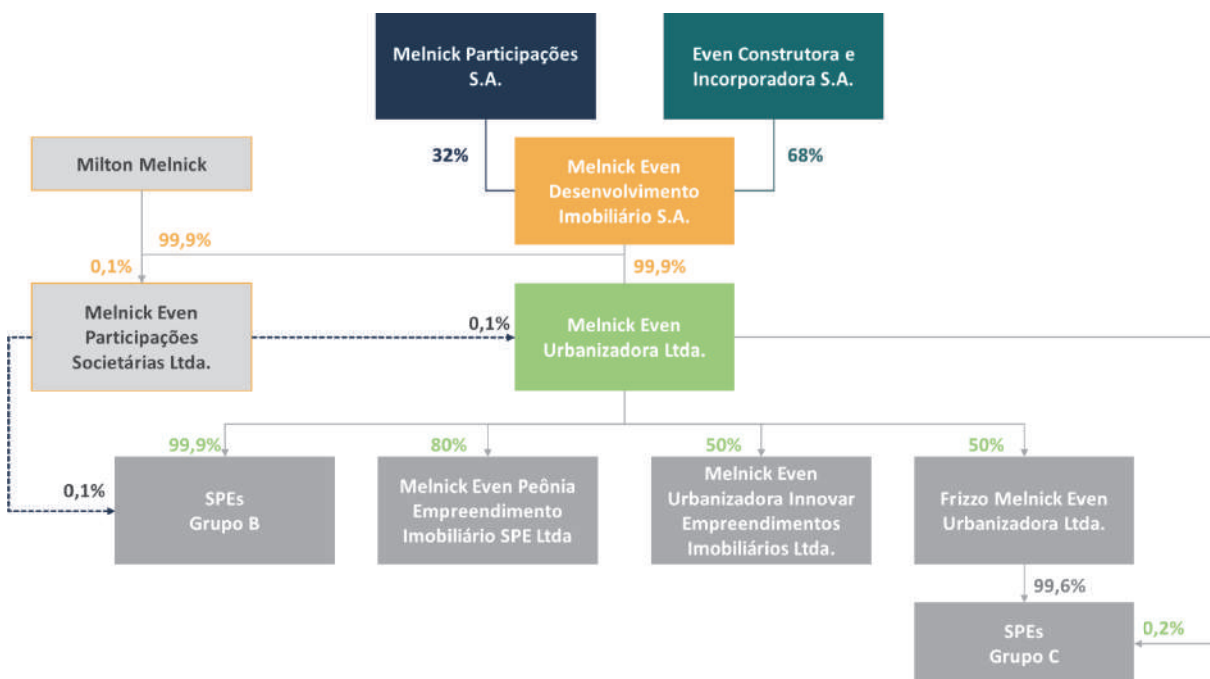 Melnick Participações
S.A.
Even Construtora e
Incorporadora S.A.
32%
68%
Milton Melnick
Melnick Even
Desenvolvimento
Imobiliário S.A.
99,9%
0,1%
99,9%
Melnick Even
Participações
Societárias Ltda.
0,1%
Melnick Even
Urbanizadora Ltda.
99,9%
80%
50%
50%
0,1%
SPEs
Grupo B
Melnick Even Peônia
Empreendimento
Imobiliário SPE Ltda
Melnick Even
Urbanizadora Innovar
Empreendimentos
Imobiliários Ltda.
Frizzo Melnick Even
Urbanizadora Ltda.
99,6%
SPEs
Grupo C
0,2%